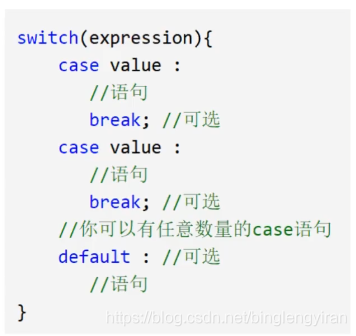 switch(expression){
    case value :
        //语句
        break; //可选
    case value :
        //语句
        break; //可选
    //你可以有任意数量的case语句
    default : //可选
        //语句
}
https://blog.csdn.net/binglengyiran